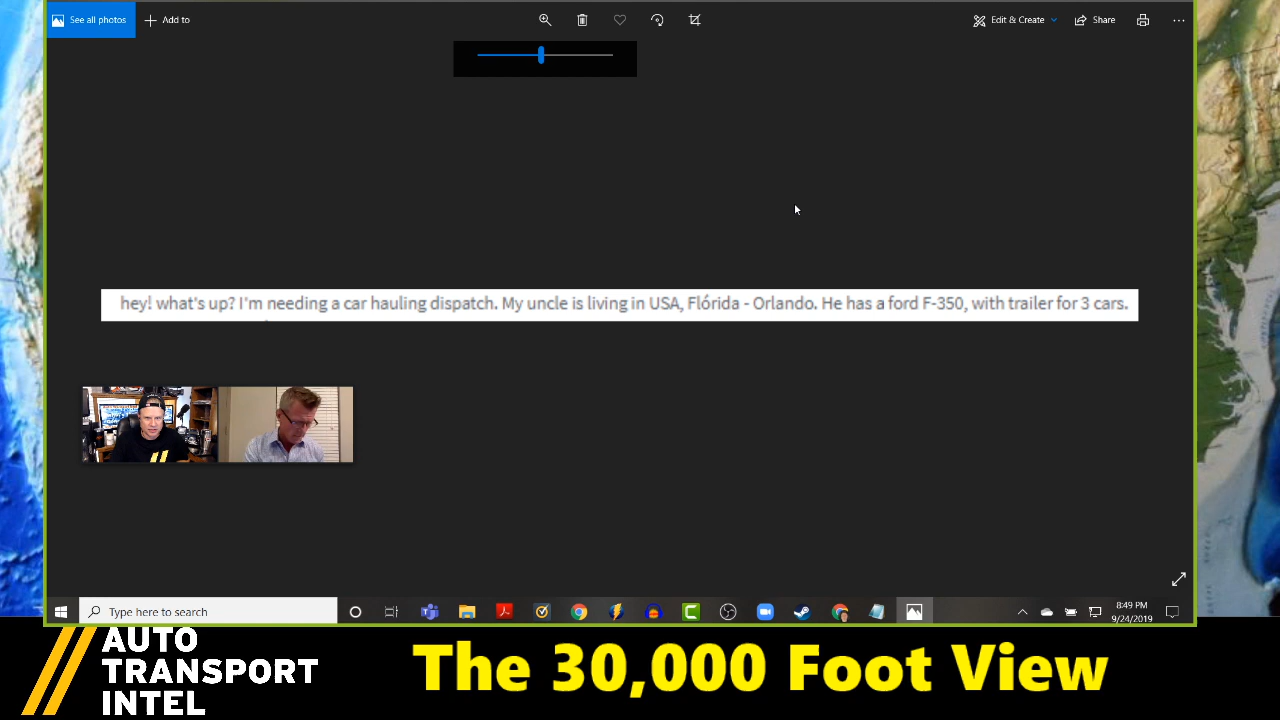 See all photos
Add to
Edit & Create
Share
hey! what's up? I'm needing a car hauling dispatch. My uncle is living in USA, Flórida - Orlando. He has a ford F-350, with trailer for 3 cars.
Type here to search
8:49 PM
9/24/2019
AUTO
TRANSPORT
INTEL
The 30,000 Foot View